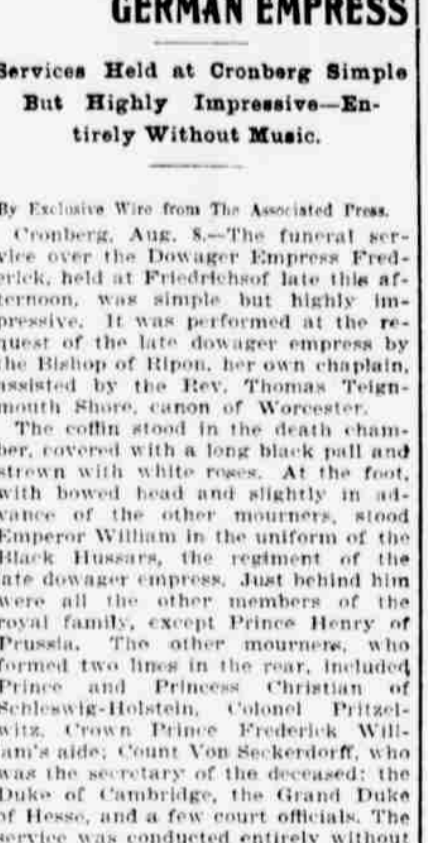 GERMAN EMPRESS
Services Held at Cronberg Simple
But Highly Impressive—En-
tirely Without Music.
By Exclusive Wire from The Associated Press.
Cronberg, Aug. 8.—The funeral ser-
vice over the Dowager Empress Fred-
erick, held at Friedrichsof late this af-
ternoon, was simple but highly im-
pressive. It was performed at the re-
quest of the late dowager empress by
the Bishop of Ripon, her own chaplain,
assisted by the Rev. Thomas Teign-
mouth Shore, canon of Worcester.
The coffin stood in the death cham-
ber, covered with a long black pall and
strewn with white roses. At the foot,
with bowed head and slightly in ad-
vance of the other mourners, stood
Emperor William in the uniform of the
Black Hussars, the regiment of the
late dowager empress. Just behind him
were all the other members of the
royal family, except Prince Henry of
Prussia. The other mourners, who
formed two lines in the rear, included
Prince and Princess Christian of
Schleswig-Holstein, Colonel Pritzel-
witz, Crown Prince Frederick Will-
iam's aide; Count Von Seckerdorff, who
was the secretary of the deceased; the
Duke of Cambridge, the Grand Duke
of Hesse, and a few court officials. The
service was conducted entirely without